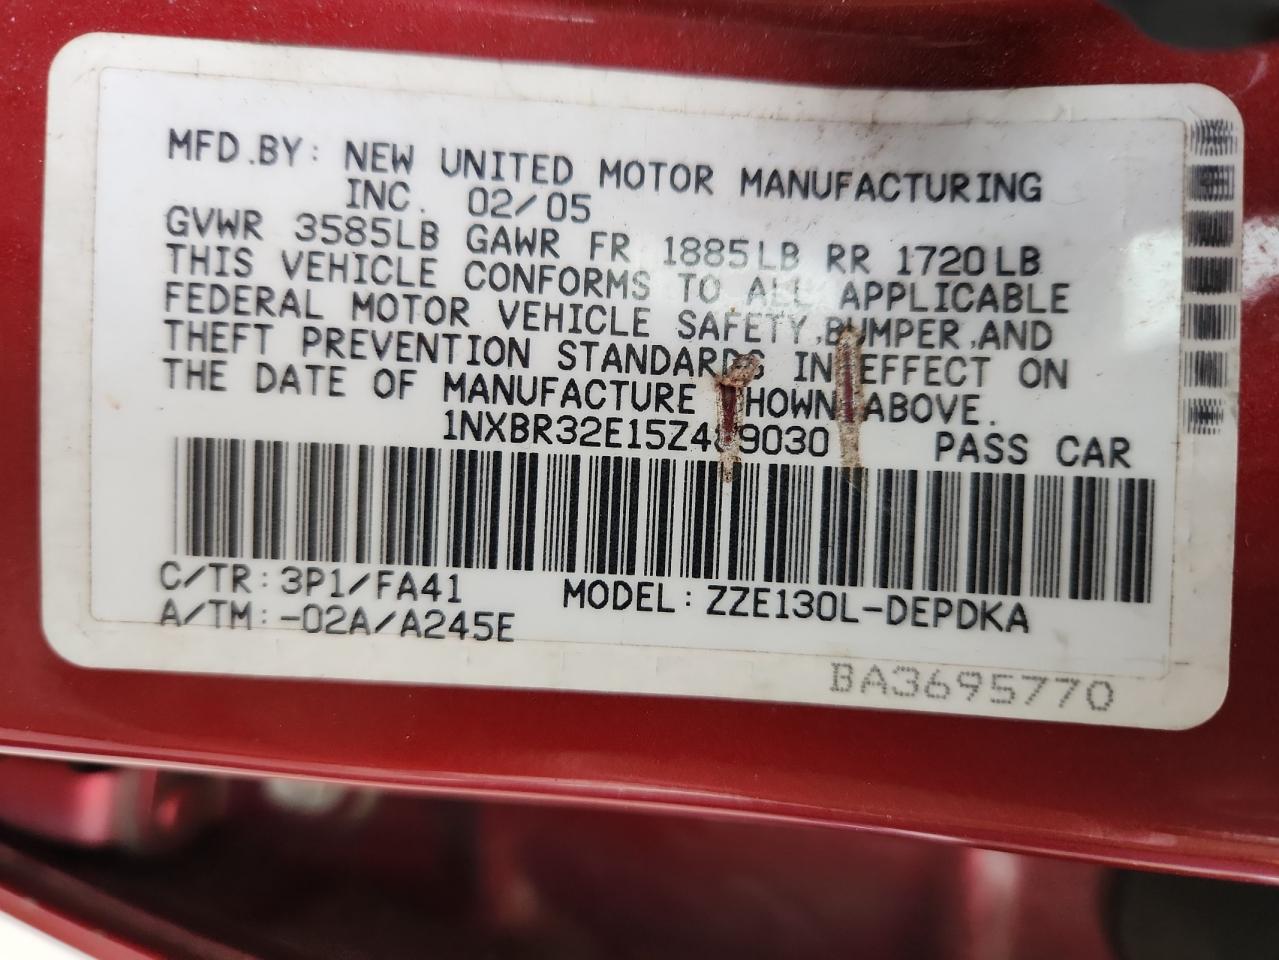 MFD.BY: NEW UNITED MOTOR MANUFACTURING
INC. 02/05
GVWR 3585LB GAWR FR 1885LB RR 1720LB
THIS VEHICLE CONFORMS TO ALL APPLICABLE
FEDERAL MOTOR VEHICLE SAFETY,BUMPER,AND
THEFT PREVENTION STANDARDS IN EFFECT ON
THE DATE OF MANUFACTURE SHOWN ABOVE.
1NXBR32E15Z489030 PASS CAR
C/TR: 3P1/FA41 MODEL: ZZE130L-DEPDKA
A/TM: -02A/A245E
BA3695770